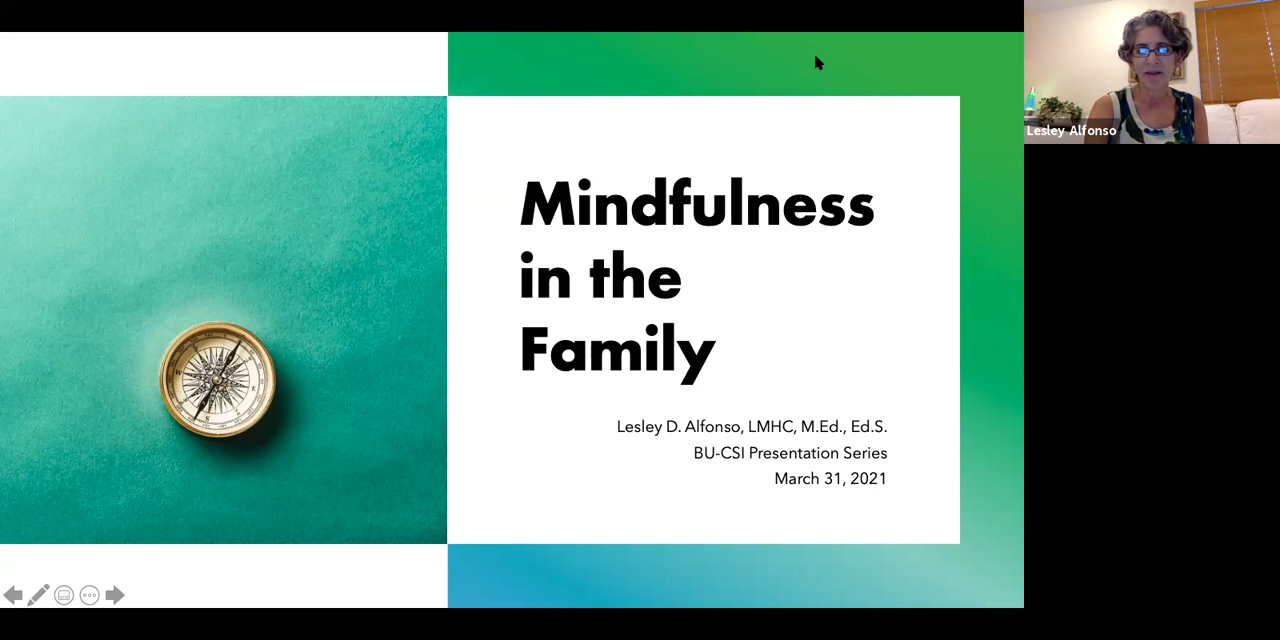 Mindfulness
in the
Family
Lesley D. Alfonso, LMHC, M.Ed., Ed.S.
BU-CSI Presentation Series
March 31, 2021
Lesley Alfonso
W
E
S